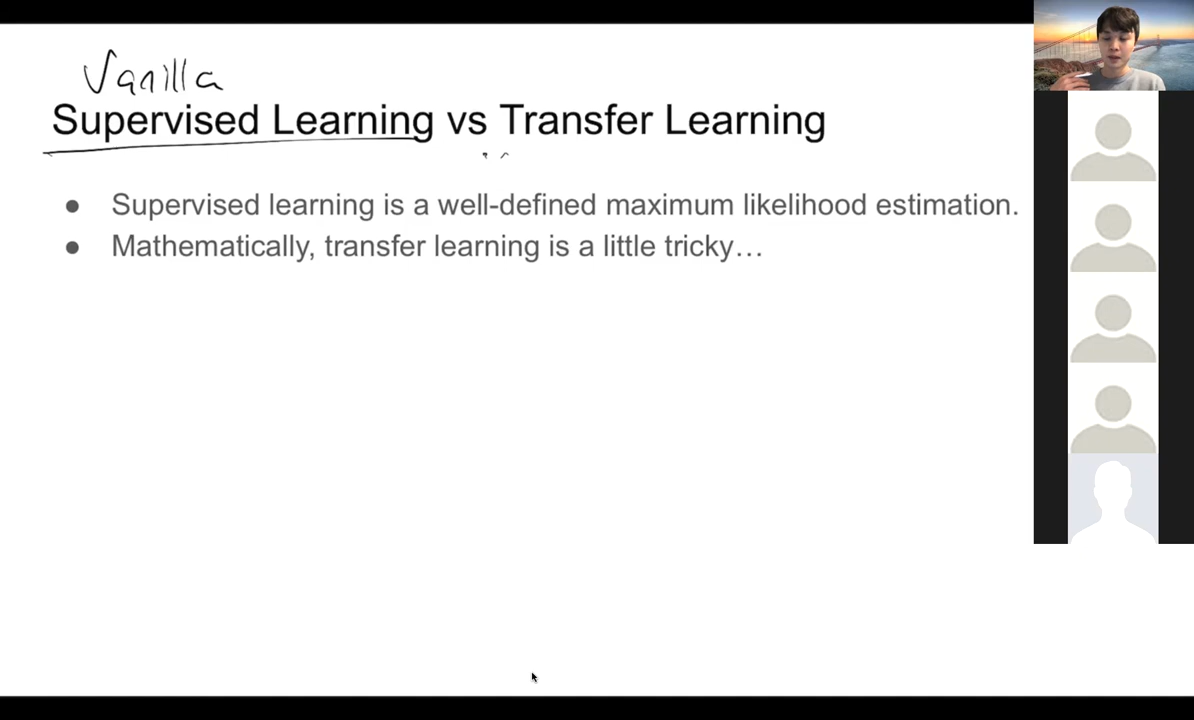 Vanilla
Supervised Learning vs Transfer Learning
● Supervised learning is a well-defined maximum likelihood estimation.
● Mathematically, transfer learning is a little tricky…